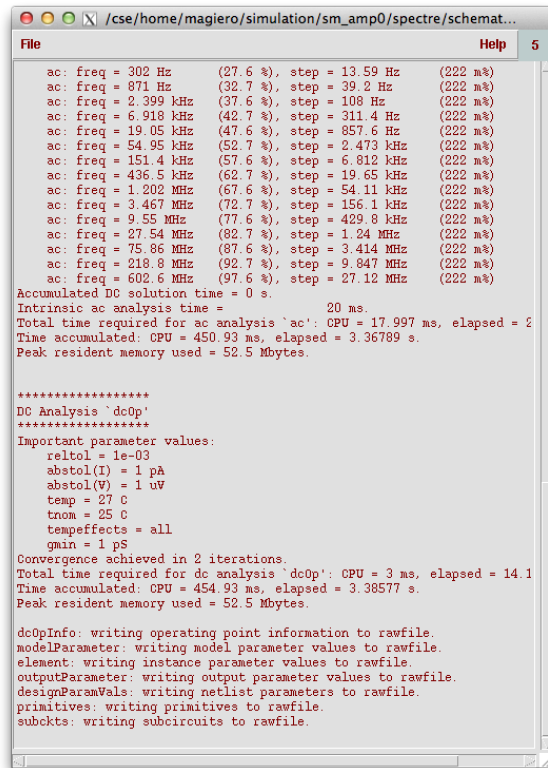 /cse/home/magiero/simulation/sm_amp0/spectre/schemat...
File Help 5
ac: freq = 302 Hz (27.6 %), step = 13.59 Hz (222 m%)
ac: freq = 871 Hz (32.7 %), step = 39.2 Hz (222 m%)
ac: freq = 2.399 kHz (37.6 %), step = 108 Hz (222 m%)
ac: freq = 6.918 kHz (42.7 %), step = 311.4 Hz (222 m%)
ac: freq = 19.05 kHz (47.6 %), step = 857.6 Hz (222 m%)
ac: freq = 54.95 kHz (52.7 %), step = 2.473 kHz (222 m%)
ac: freq = 151.4 kHz (57.6 %), step = 6.812 kHz (222 m%)
ac: freq = 436.5 kHz (62.7 %), step = 19.65 kHz (222 m%)
ac: freq = 1.202 MHz (67.6 %), step = 54.11 kHz (222 m%)
ac: freq = 3.467 MHz (72.7 %), step = 156.1 kHz (222 m%)
ac: freq = 9.55 MHz (77.6 %), step = 429.8 kHz (222 m%)
ac: freq = 27.54 MHz (82.7 %), step = 1.24 MHz (222 m%)
ac: freq = 75.86 MHz (87.6 %), step = 3.414 MHz (222 m%)
ac: freq = 218.8 MHz (92.7 %), step = 9.847 MHz (222 m%)
ac: freq = 602.6 MHz (97.6 %), step = 27.12 MHz (222 m%)
Accumulated DC solution time = 0 s.
Intrinsic ac analysis time = 20 ms.
Total time required for ac analysis `ac': CPU = 17.997 ms, elapsed = 2
Time accumulated: CPU = 450.93 ms, elapsed = 3.36789 s.
Peak resident memory used = 52.5 Mbytes.
******************
DC Analysis `dcOp'
******************
Important parameter values:
reltol = 1e-03
abstol(I) = 1 pA
abstol(V) = 1 uV
temp = 27 C
tnom = 25 C
tempeffects = all
gmin = 1 pS
Convergence achieved in 2 iterations.
Total time required for dc analysis `dcOp': CPU = 3 ms, elapsed = 14.1
Time accumulated: CPU = 454.93 ms, elapsed = 3.38577 s.
Peak resident memory used = 52.5 Mbytes.
dcOpInfo: writing operating point information to rawfile.
modelParameter: writing model parameter values to rawfile.
element: writing instance parameter values to rawfile.
outputParameter: writing output parameter values to rawfile.
designParamVals: writing netlist parameters to rawfile.
primitives: writing primitives to rawfile.
subckts: writing subcircuits to rawfile.